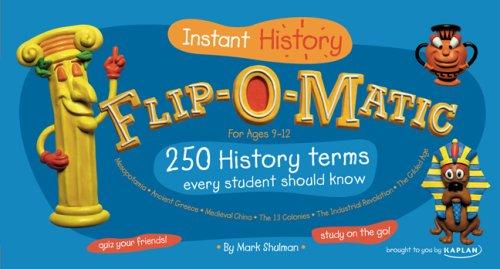 Instant History
FLIP-O-MATIC
For Ages 9-12
250 History terms
every student should know
Mesopotamia • Ancient Greece • Medieval China • The 13 Colonies • The Industrial Revolution • The Gilded Age
quiz your friends!
study on the go!
• By Mark Shulman •
brought to you by KAPLAN